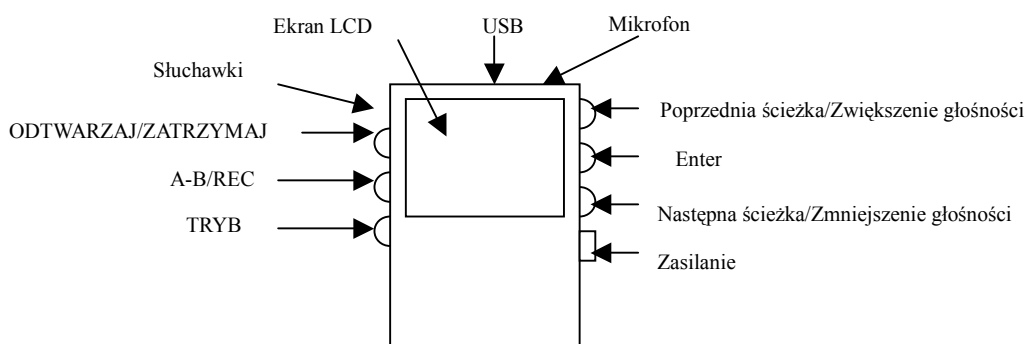 Ekran LCD
USB
Mikrofon
Słuchawki
ODTWARZAJ/ZATRZYMAJ
A-B/REC
TRYB
Poprzednia ścieżka/Zwiększenie głośności
Enter
Następna ścieżka/Zmniejszenie głośności
Zasilanie